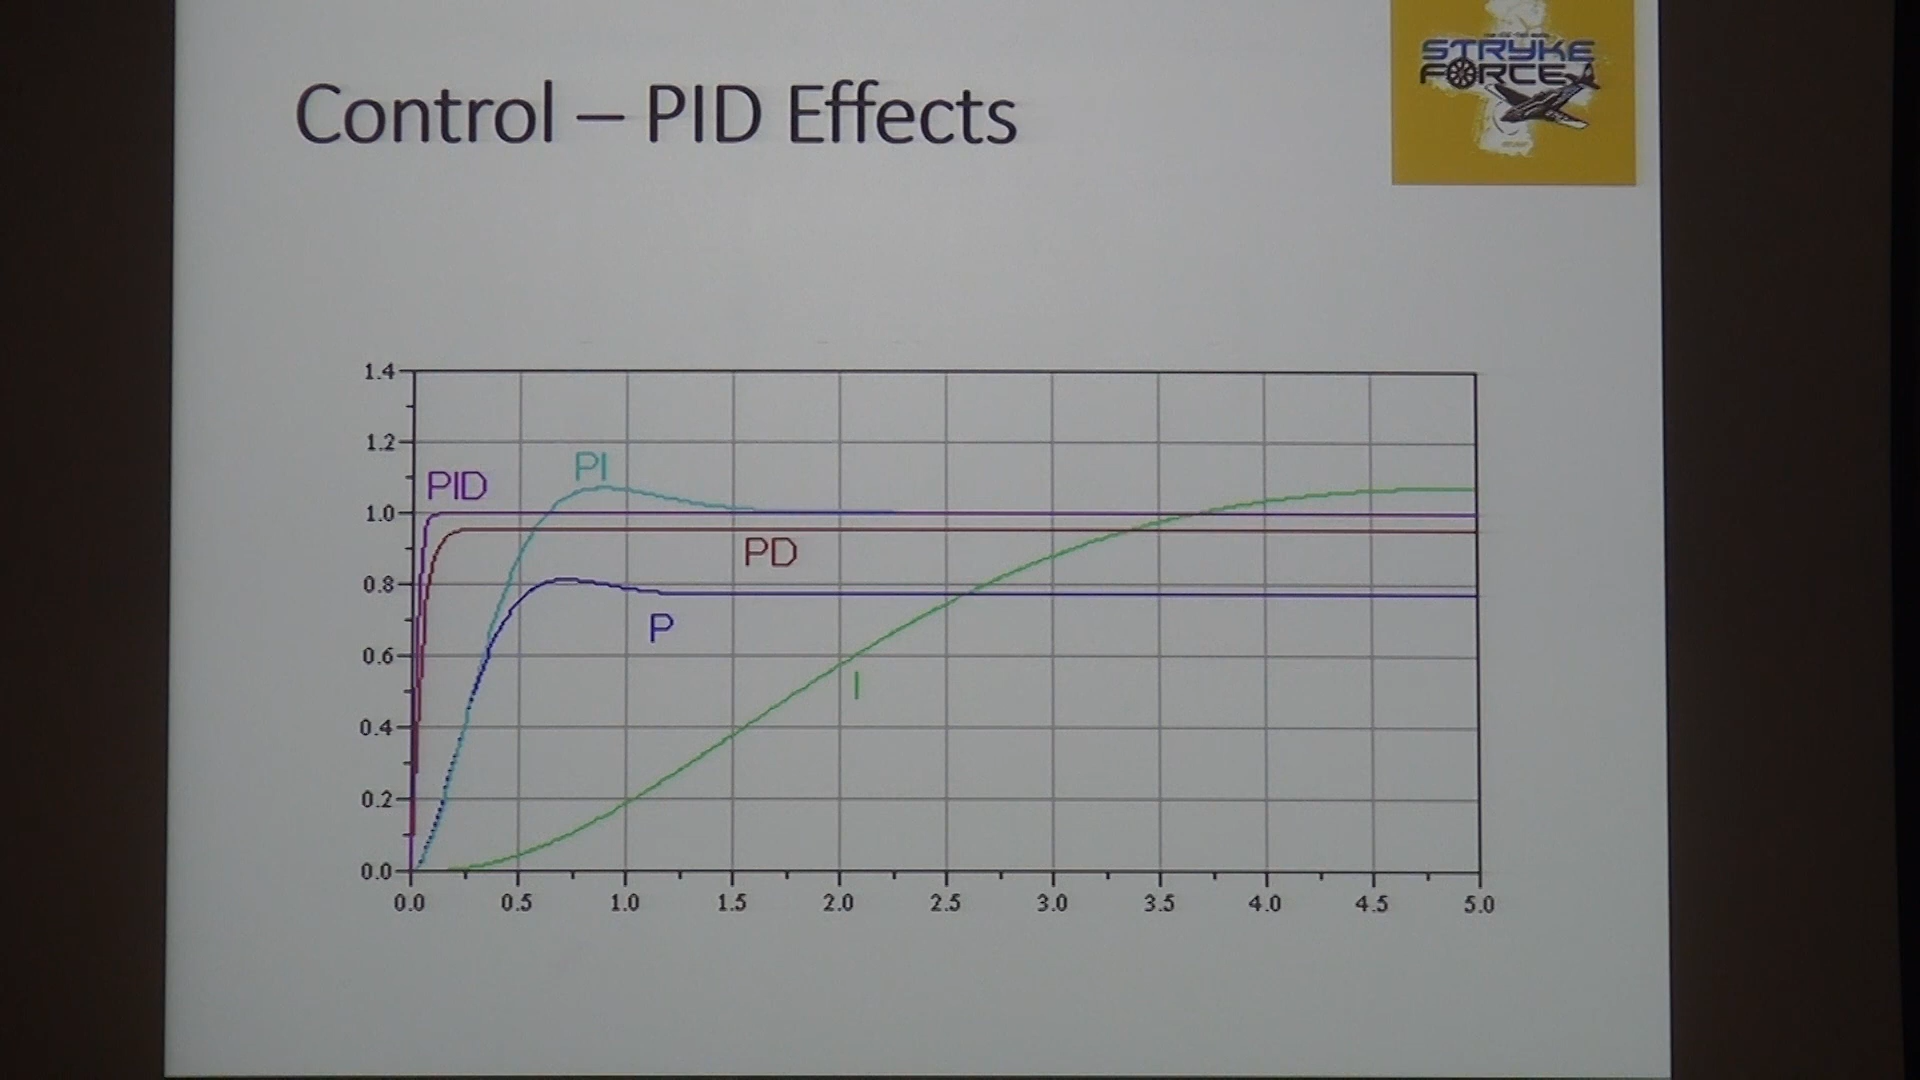 Control – PID Effects
STRYKE
FORCE
1.4
1.2
1.0
0.8
0.6
0.4
0.2
0.0
PID
PI
PD
P
I
0.0 0.5 1.0 1.5 2.0 2.5 3.0 3.5 4.0 4.5 5.0